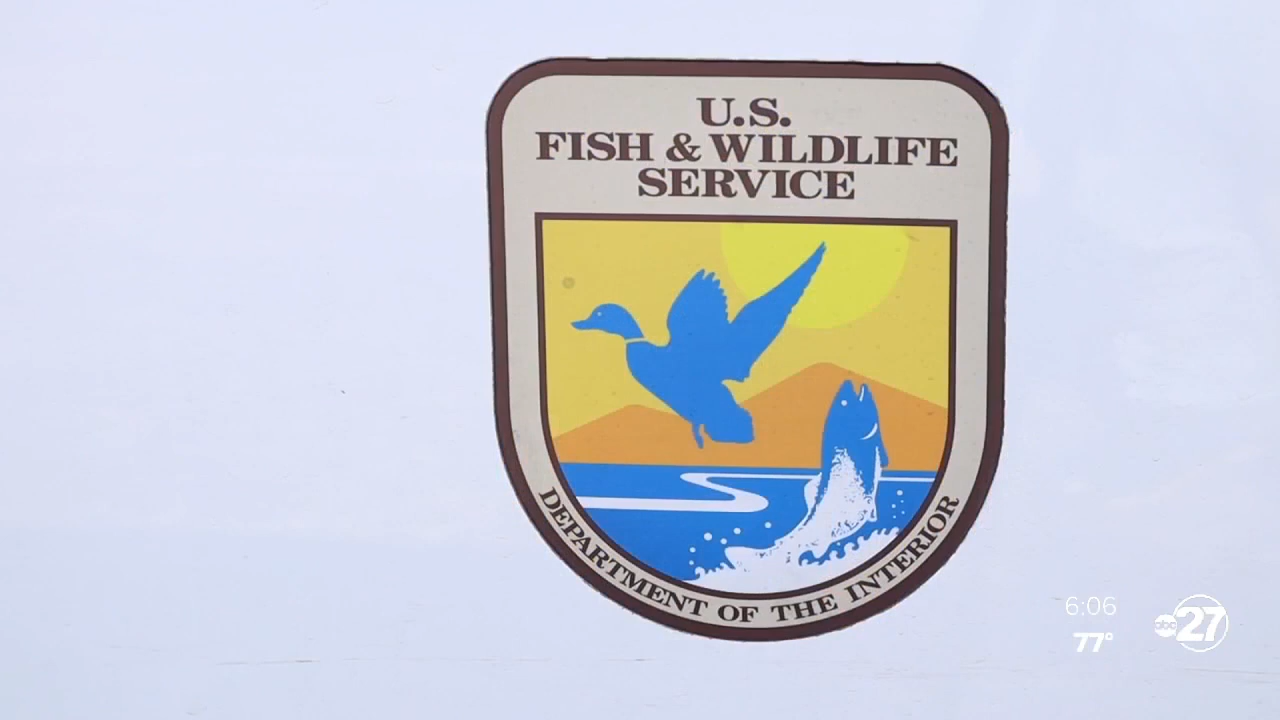 U.S.
FISH & WILDLIFE
SERVICE
DEPARTMENT OF THE INTERIOR
6:06
77°
abc 27